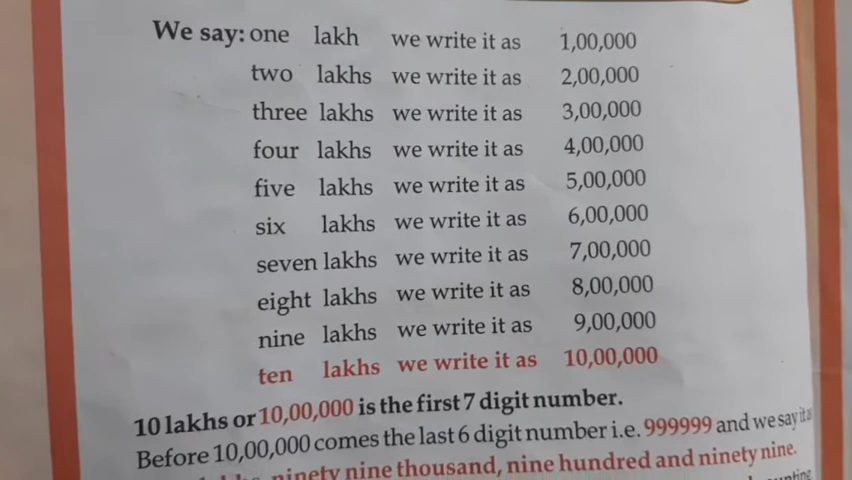 We say: one lakh we write it as 1,00,000
two lakhs we write it as 2,00,000
three lakhs we write it as 3,00,000
four lakhs we write it as 4,00,000
five lakhs we write it as 5,00,000
six lakhs we write it as 6,00,000
seven lakhs we write it as 7,00,000
eight lakhs we write it as 8,00,000
nine lakhs we write it as 9,00,000
ten lakhs we write it as 10,00,000
10 lakhs or 10,00,000 is the first 7 digit number.
Before 10,00,000 comes the last 6 digit number i.e. 999999 and we say it as
ninety nine thousand, nine hundred and ninety nine.